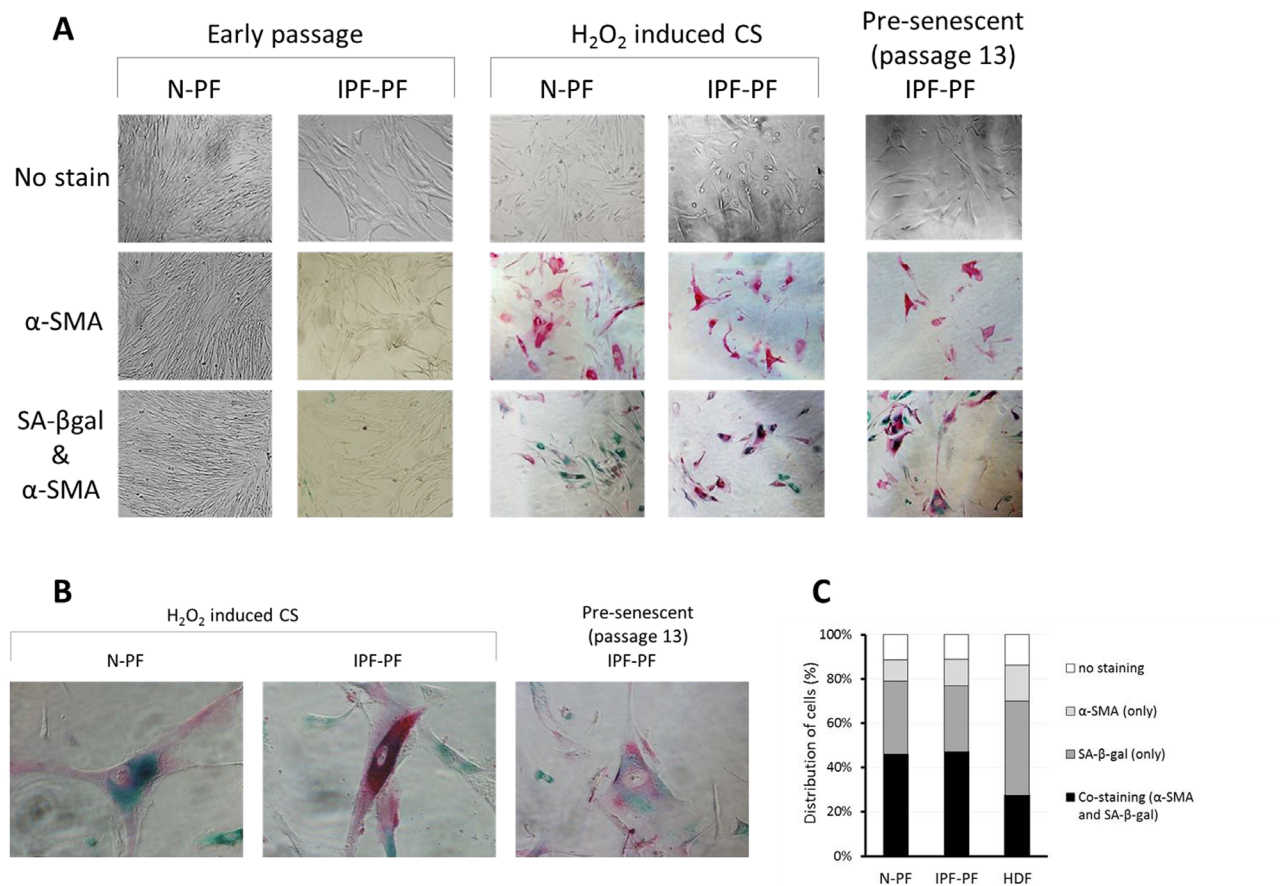 A
Early passage
H₂O₂ induced CS
Pre-senescent
(passage 13)
N-PF
IPF-PF
N-PF
IPF-PF
IPF-PF
No stain
α-SMA
SA-βgal
&
α-SMA
B
H₂O₂ induced CS
Pre-senescent
(passage 13)
N-PF
IPF-PF
IPF-PF
C
Distribution of cells (%)
100%
80%
60%
40%
20%
0%
N-PF
IPF-PF
HDF
no staining
α-SMA (only)
SA-β-gal (only)
Co-staining (α-SMA
and SA-β-gal)